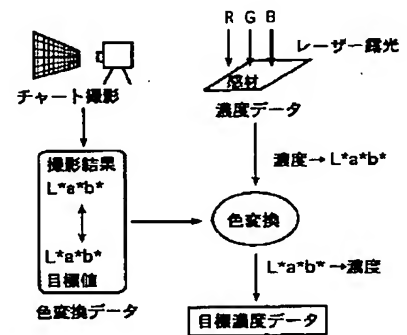 チャート撮影
撮影結果
L*a*b*
L*a*b*
目標値
色変換データ
R G B
レーザー露光
感材
濃度データ
濃度→L*a*b*
色変換
L*a*b*→濃度
目標濃度データ